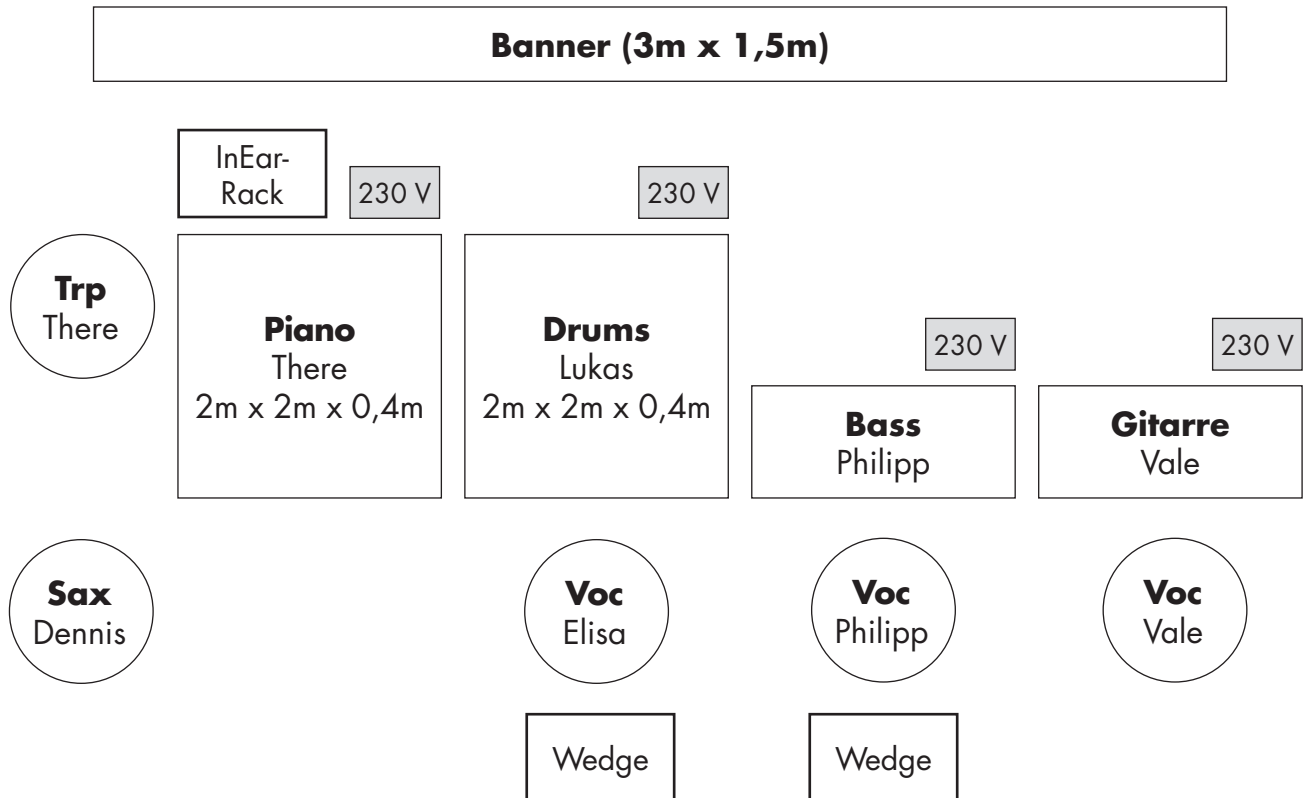 Banner (3m x 1,5m)
InEar-
Rack
230 V
230 V
Trp
There
Piano
There
2m x 2m x 0,4m
Drums
Lukas
2m x 2m x 0,4m
230 V
230 V
Bass
Philipp
Gitarre
Vale
Sax
Dennis
Voc
Elisa
Voc
Philipp
Voc
Vale
Wedge
Wedge